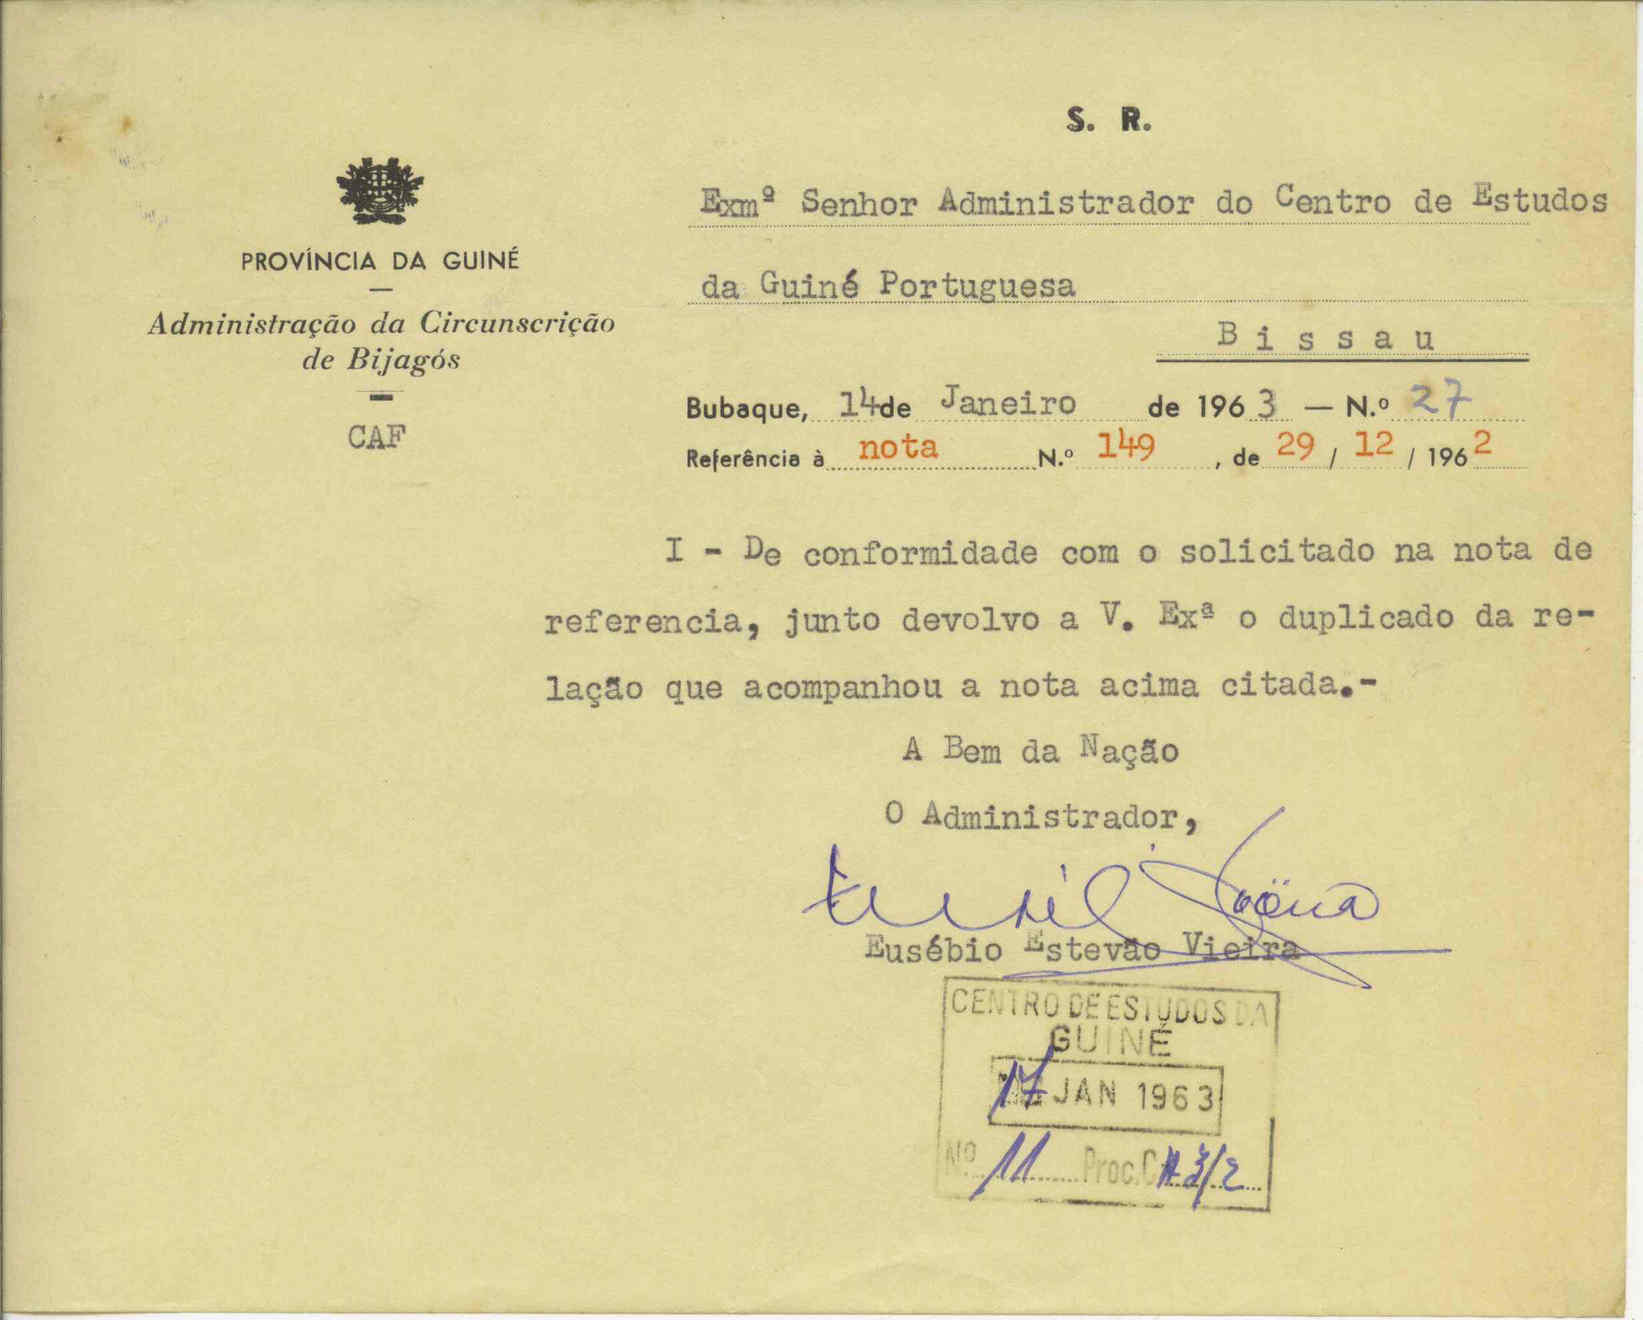 S. R.
PROVÍNCIA DA GUINÉ
Administração da Circunscrição
de Bijagós
CAF
Exmº Senhor Administrador do Centro de Estudos
da Guiné Portuguesa
Bissau
Bubaque, 14 de Janeiro de 1963 — N.º 27
Referência à nota N.º 149, de 29 / 12 / 1962
I - De conformidade com o solicitado na nota de
referencia, junto devolvo a V. Exª o duplicado da re-
lação que acompanhou a nota acima citada.-
A Bem da Nação
O Administrador,
Eusébio Estevão Vieira
CENTRO DE ESTUDOS DA
GUINÉ
17 JAN 1963
Nº 11 Proc.